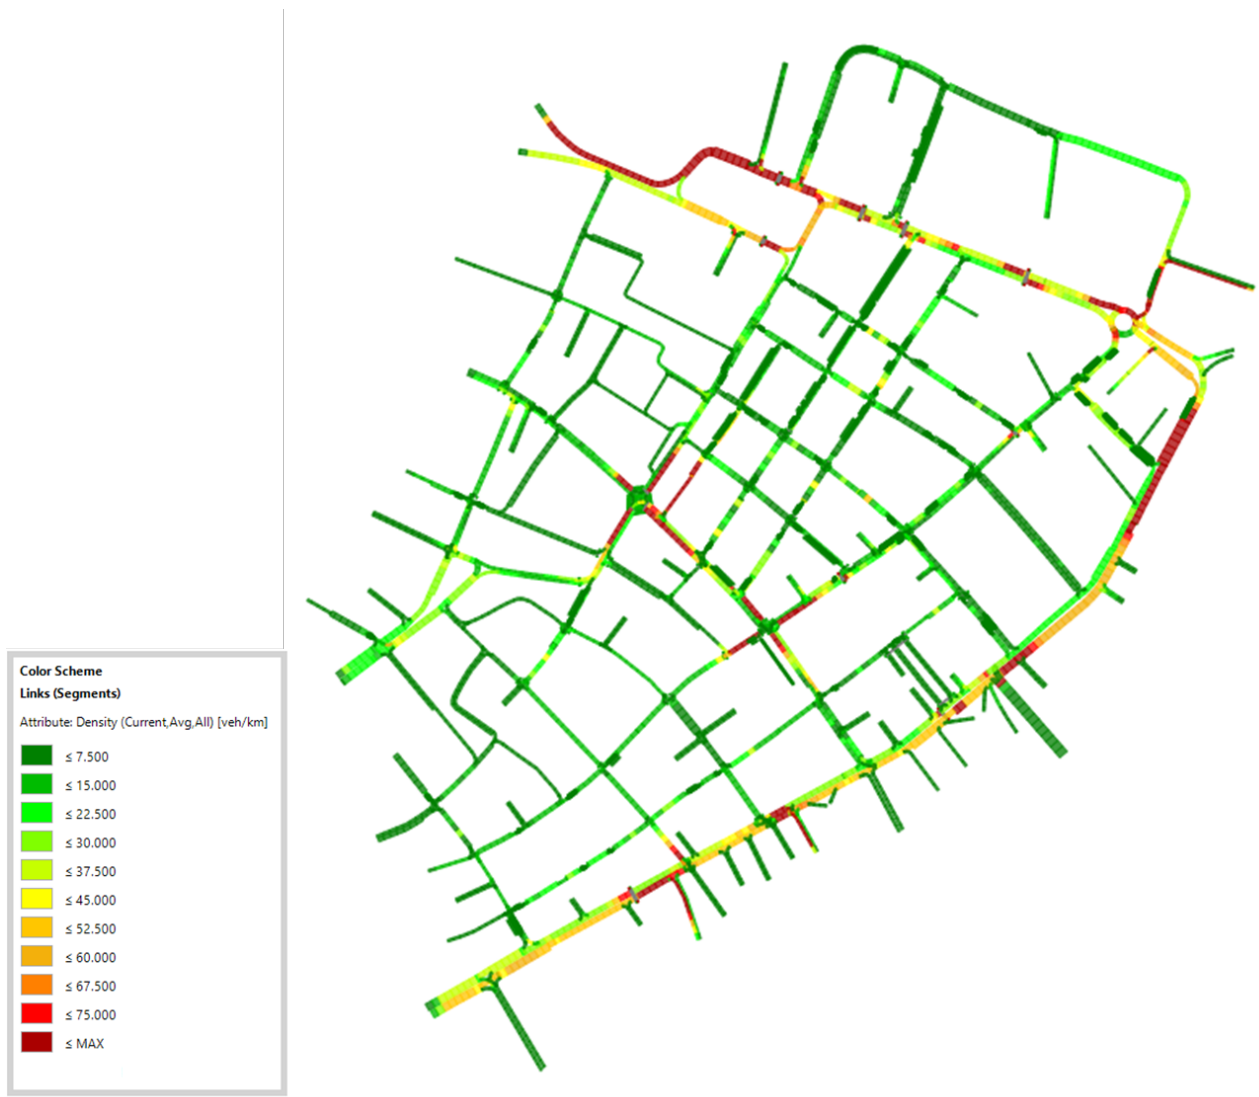 Color Scheme
Links (Segments)
Attribute: Density (Current,Avg,All) [veh/km]
≤ 7.500
≤ 15.000
≤ 22.500
≤ 30.000
≤ 37.500
≤ 45.000
≤ 52.500
≤ 60.000
≤ 67.500
≤ 75.000
≤ MAX